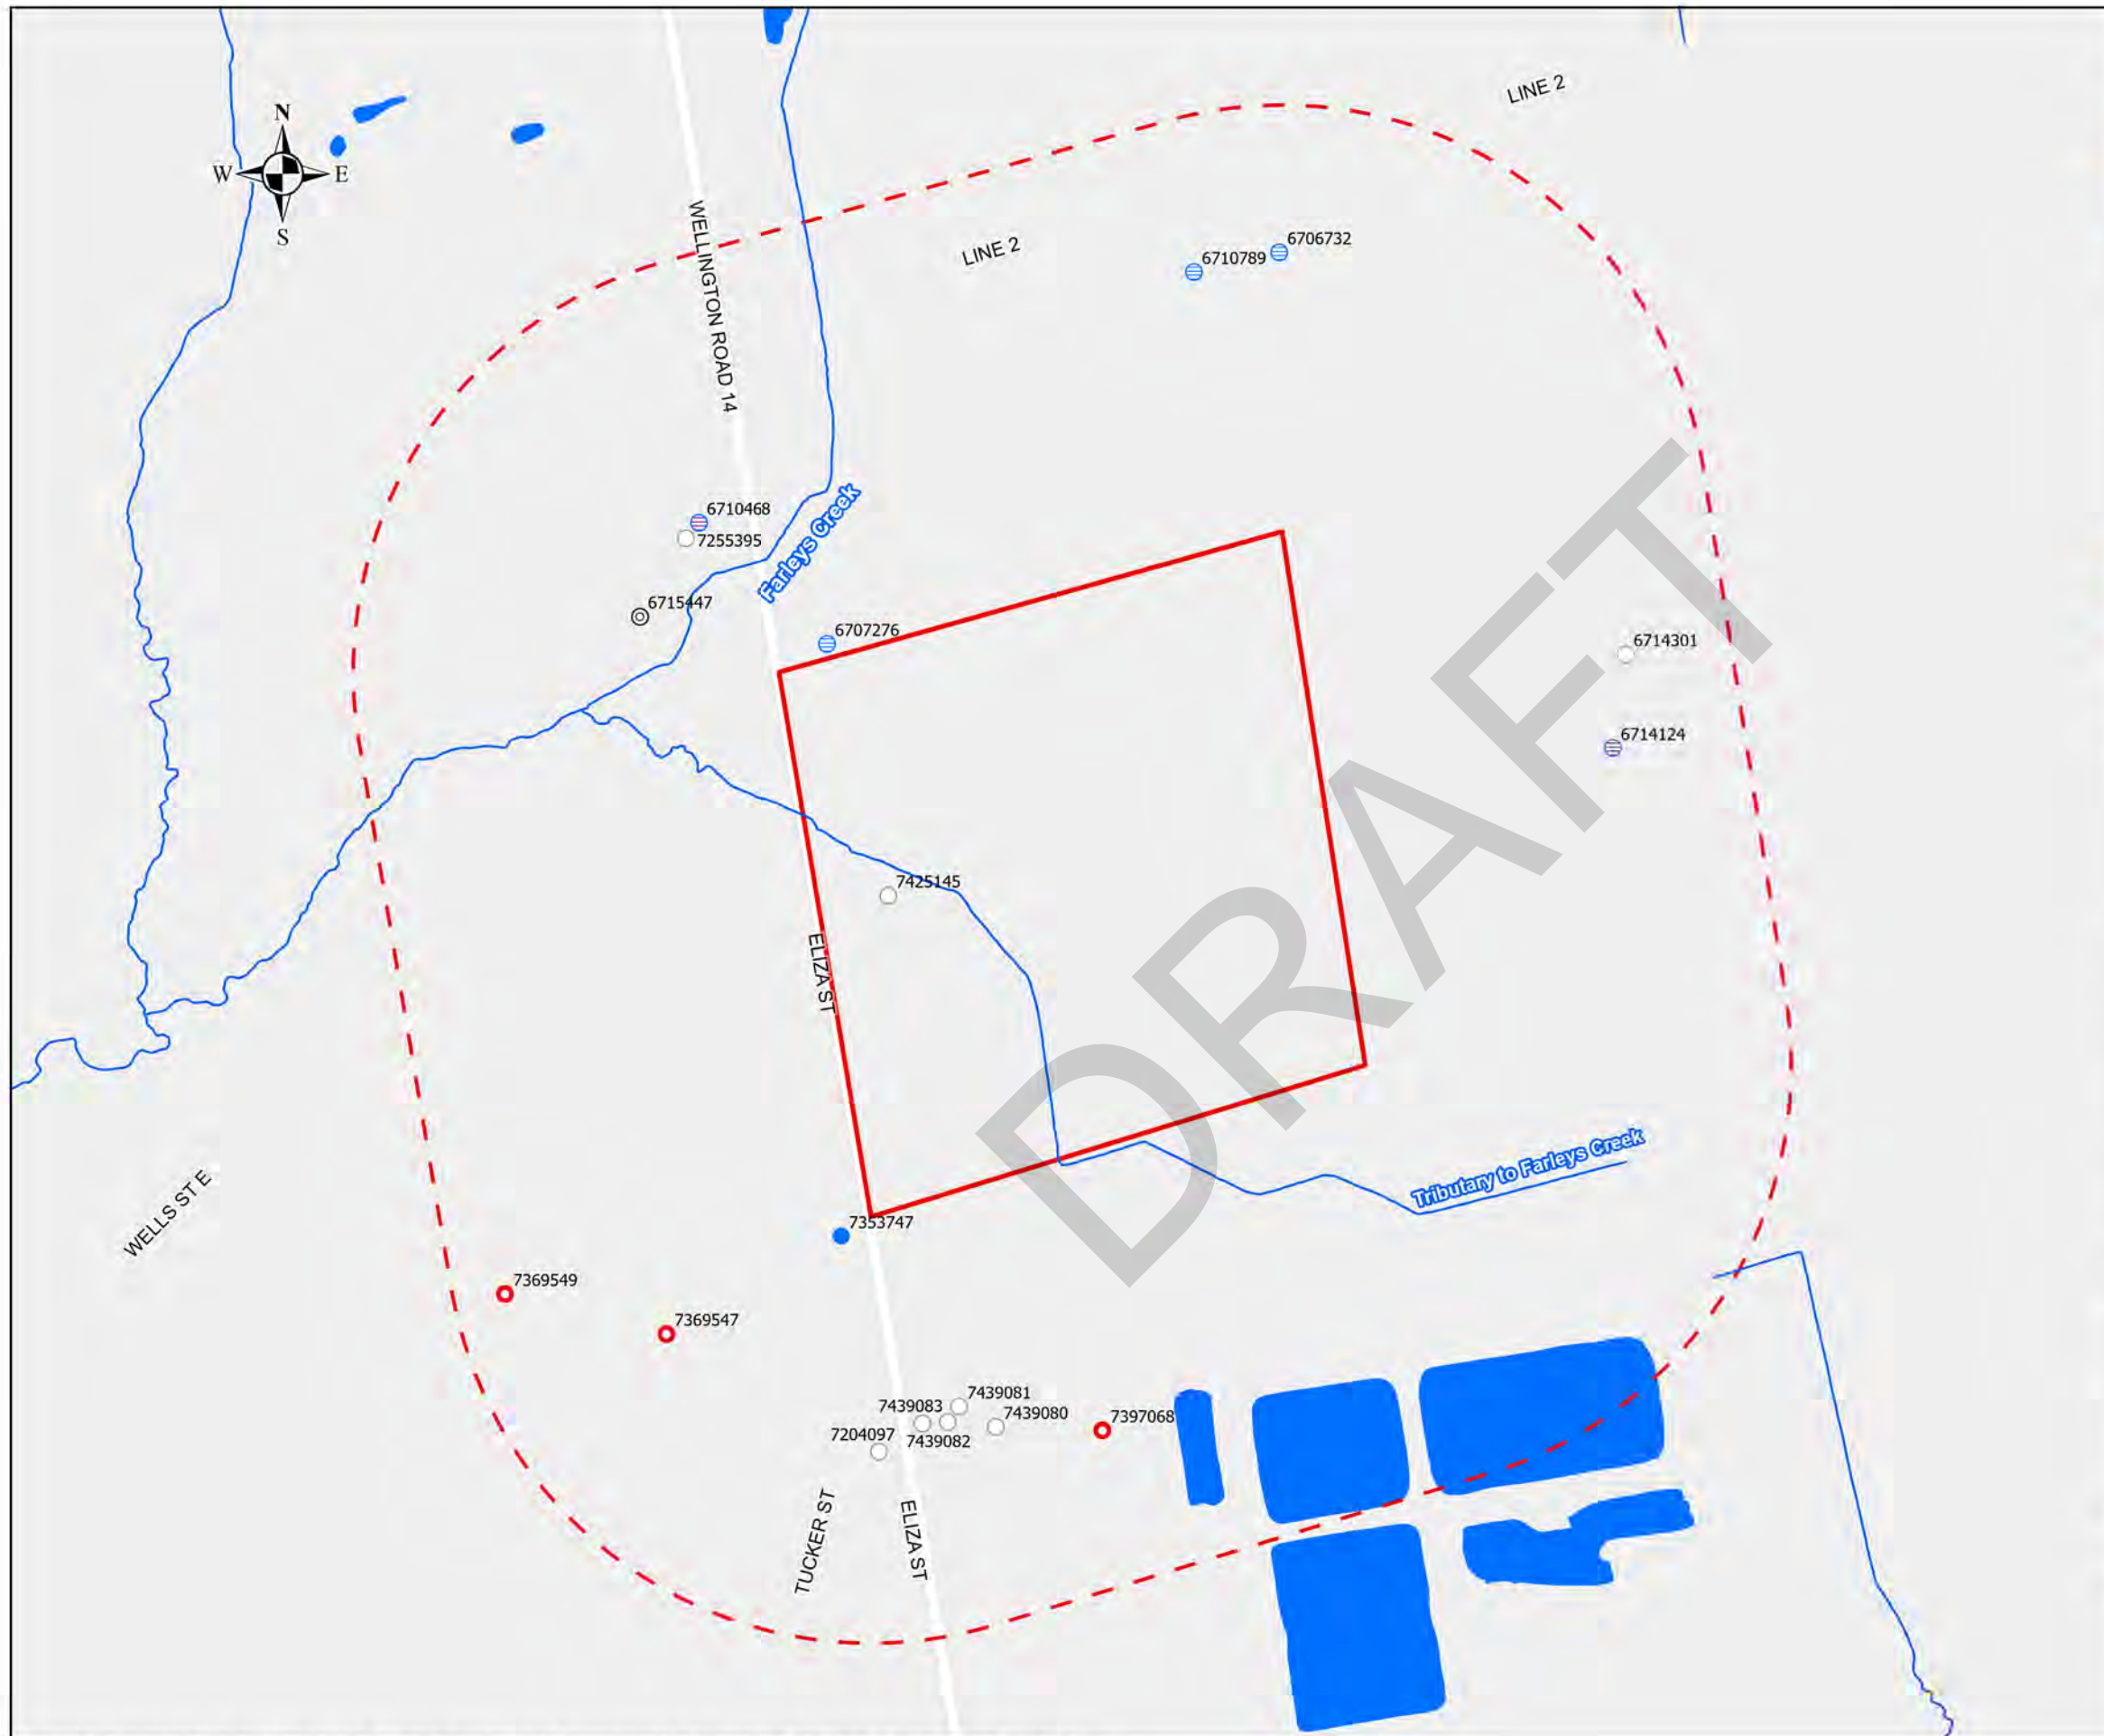 LINE 2
N
W E
S
WELLINGTON ROAD 14
LINE 2
6710789
6706732
6710468
7255395
Farleys Creek
6715447
6707276
6714301
6714124
7425145
ELIZA ST
DRAFT
Tributary to Farleys Creek
WELLS ST E
7353747
7369549
7369547
7439081
7439083
7439080
7397068
7204097
7439082
TUCKER ST
ELIZA ST